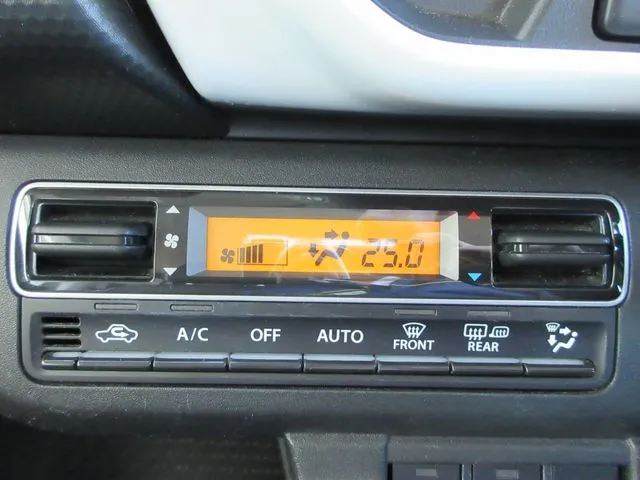 25.0
A/C OFF AUTO FRONT REAR